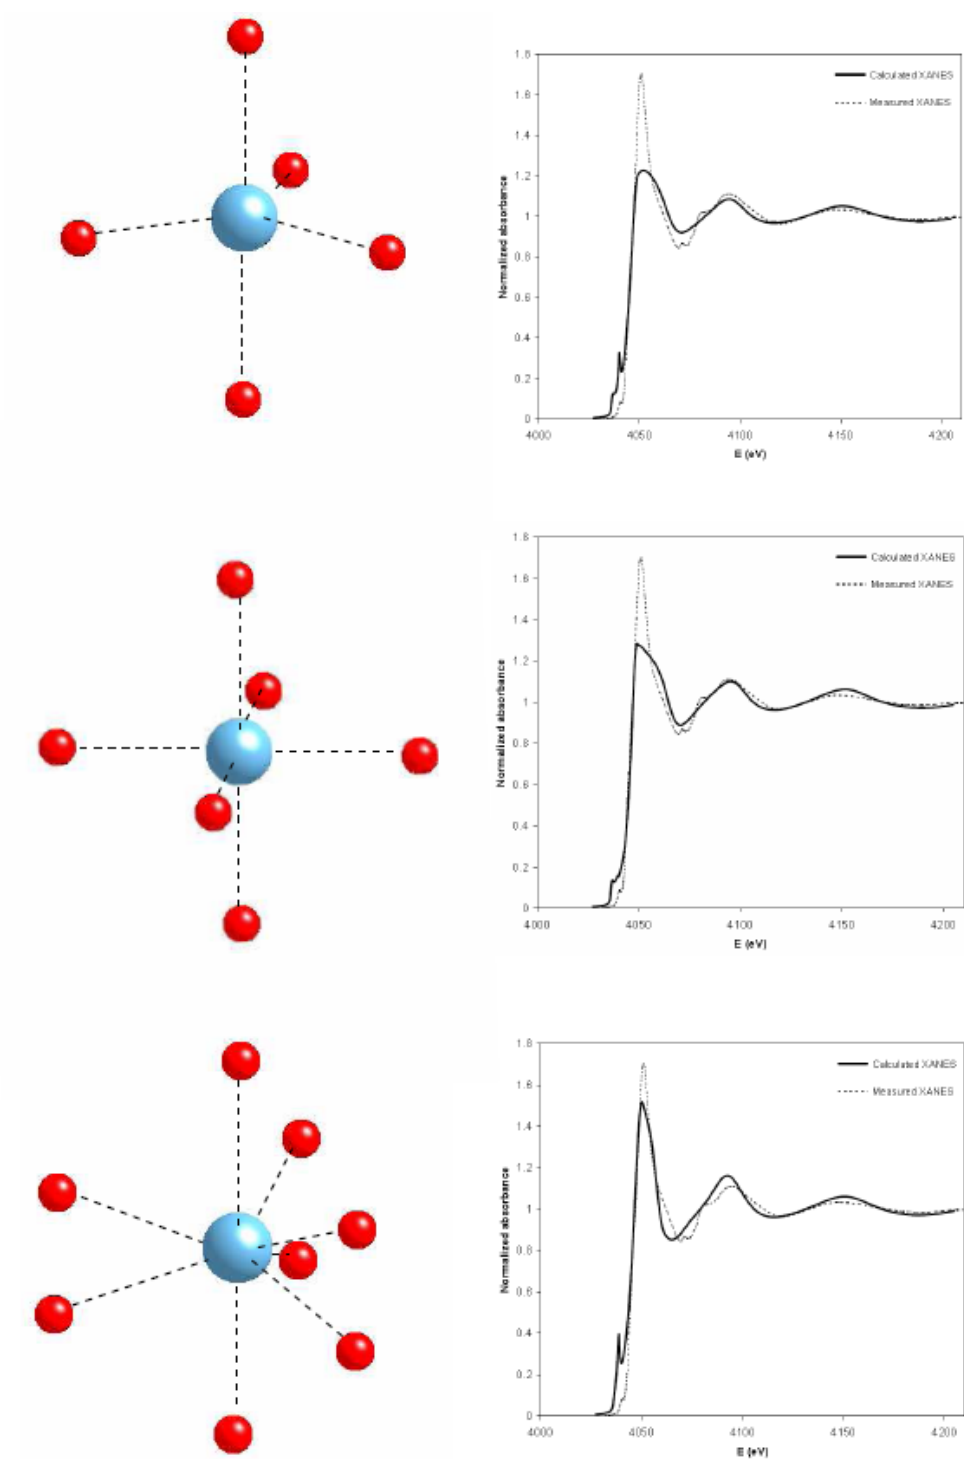 1.8
Calculated XANES
1.6
Measured XANES
1.4
1.2
1
0.8
0.6
0.4
0.2
0
Normalized absorbance
4000 4050 4100 4150 4200
E (eV)
1.8
Calculated XANES
1.6
Measured XANES
1.4
1.2
1
0.8
0.6
0.4
0.2
0
Normalized absorbance
4000 4050 4100 4150 4200
E (eV)
1.8
Calculated XANES
1.6
Measured XANES
1.4
1.2
1
0.8
0.6
0.4
0.2
0
Normalized absorbance
4000 4050 4100 4150 4200
E (eV)